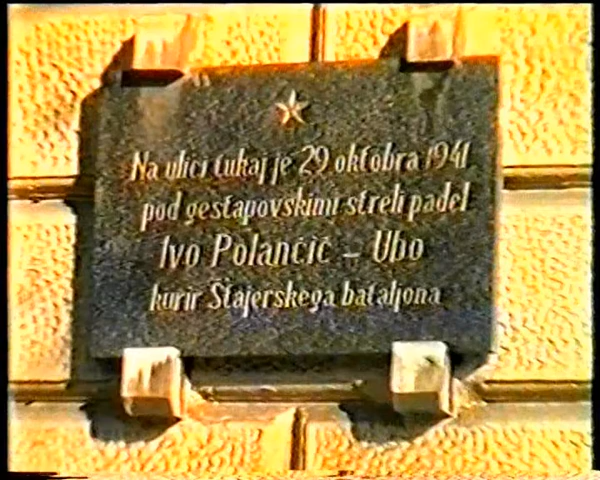 Na ulici tukaj je 29 oktobra 1941
pod gestapovskimi streli padel
Ivo Polančič – Ubo
kurir Štajerskega bataljona